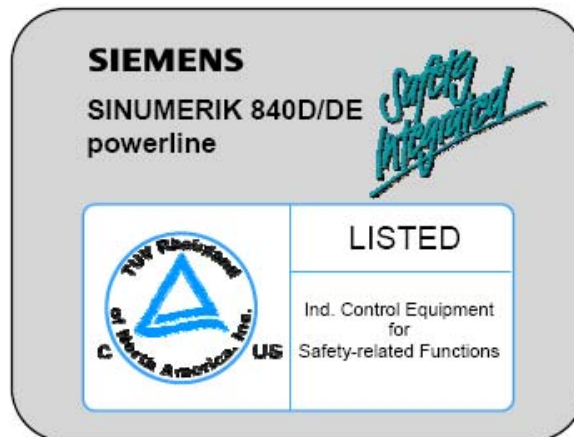 SIEMENS
SINUMERIK 840D/DE
powerline
Safety
Integrated
TÜV Rheinland
of North America, Inc.
C US
LISTED
Ind. Control Equipment
for
Safety-related Functions